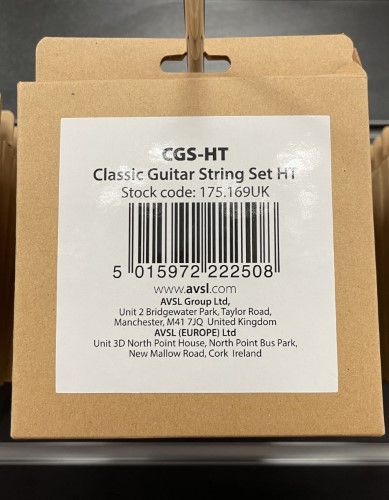 CGS-HT
Classic Guitar String Set HT
Stock code: 175.169UK
5 015972 222508
www.avsl.com
AVSL Group Ltd,
Unit 2 Bridgewater Park, Taylor Road,
Manchester, M41 7JQ United Kingdom
AVSL (EUROPE) Ltd
Unit 3D North Point House, North Point Bus Park,
New Mallow Road, Cork Ireland